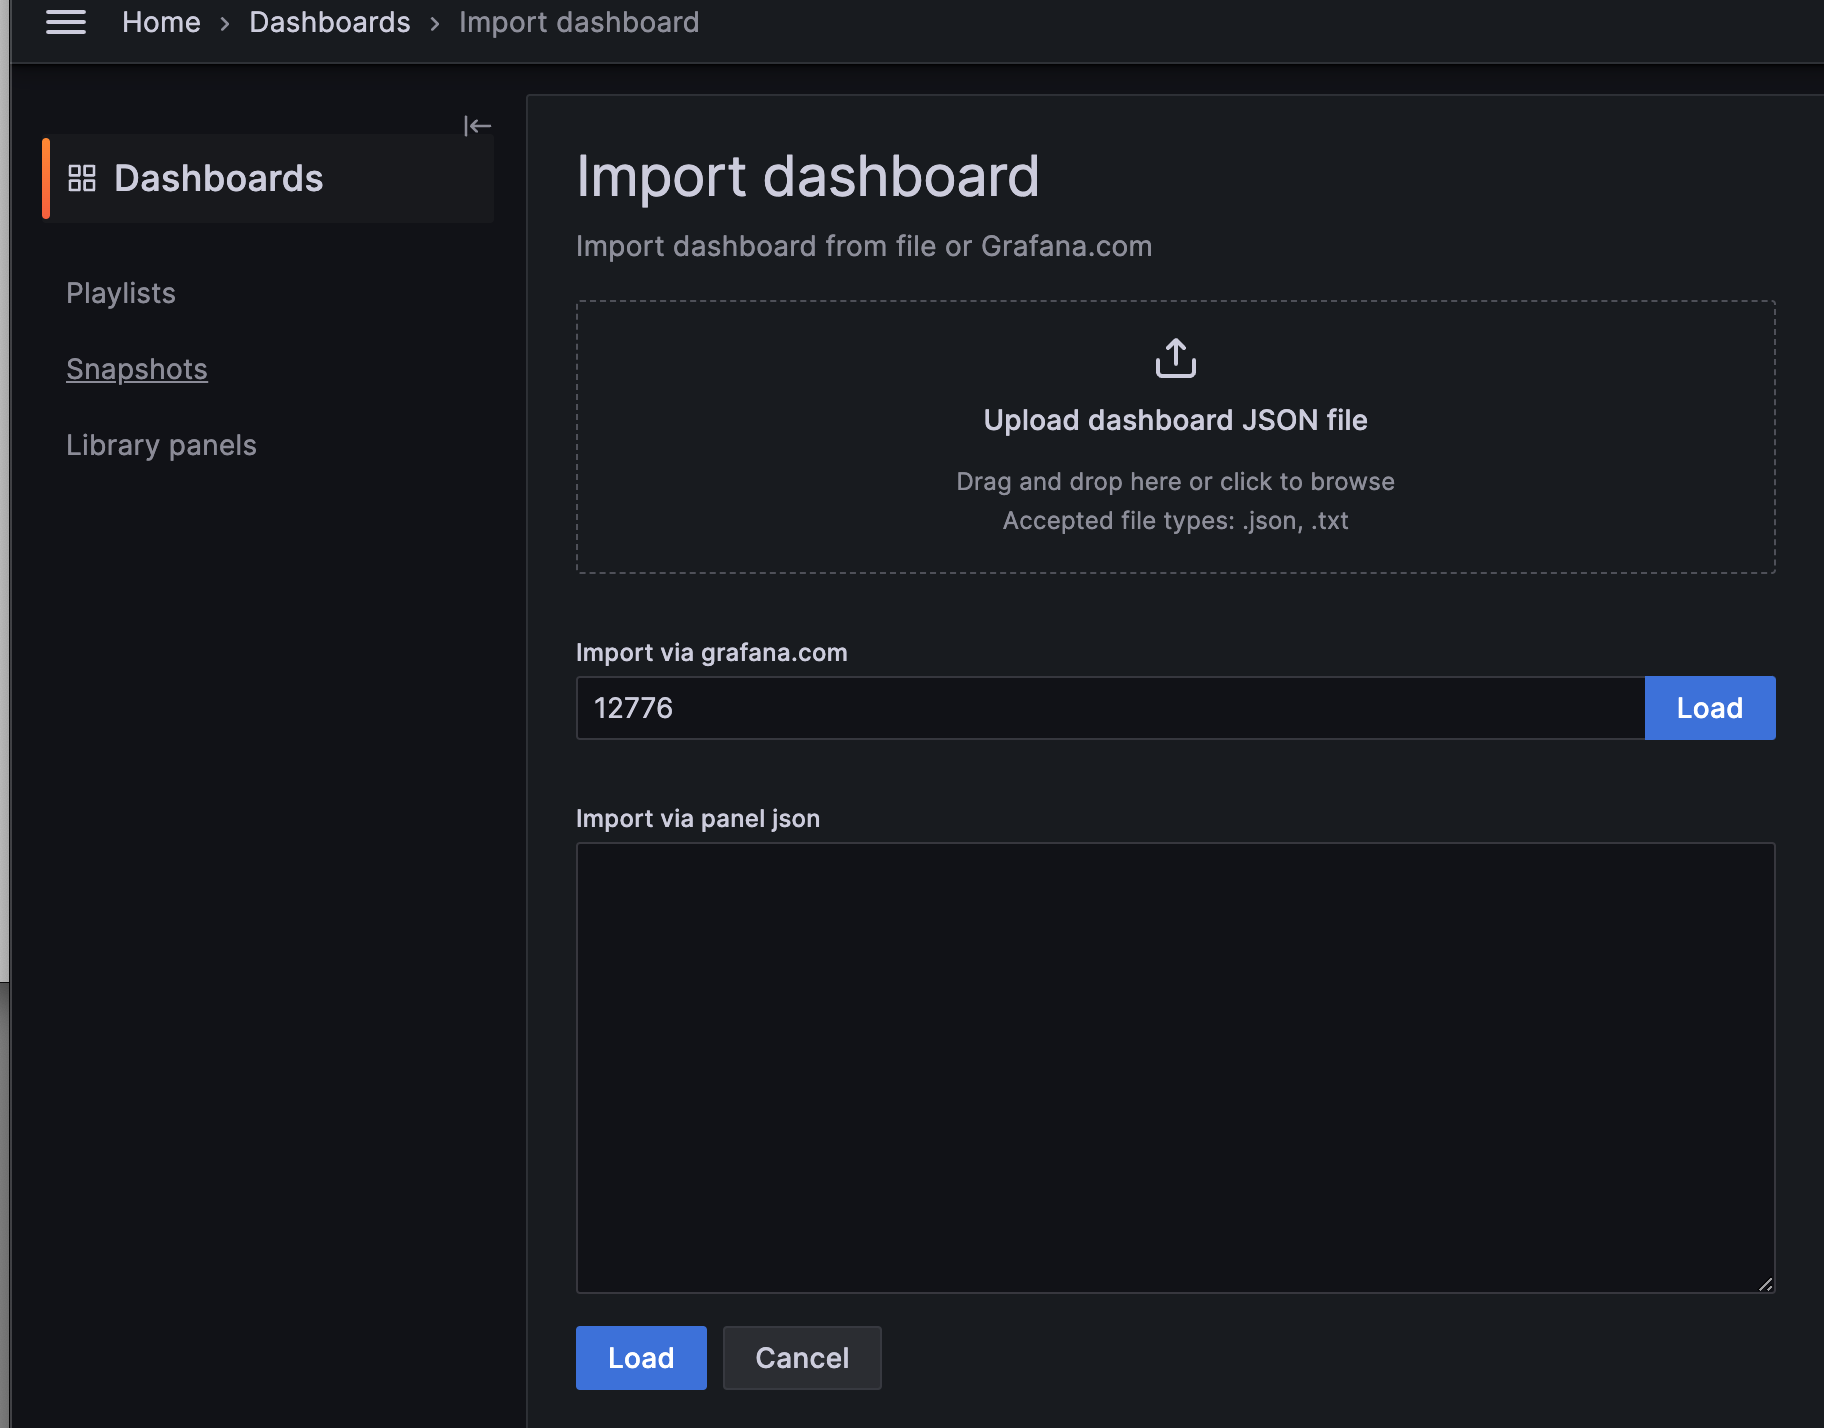 Home › Dashboards › Import dashboard
Dashboards
Playlists
Snapshots
Library panels
Import dashboard
Import dashboard from file or Grafana.com
Upload dashboard JSON file
Drag and drop here or click to browse
Accepted file types: .json, .txt
Import via grafana.com
12776 Load
Import via panel json
Load Cancel